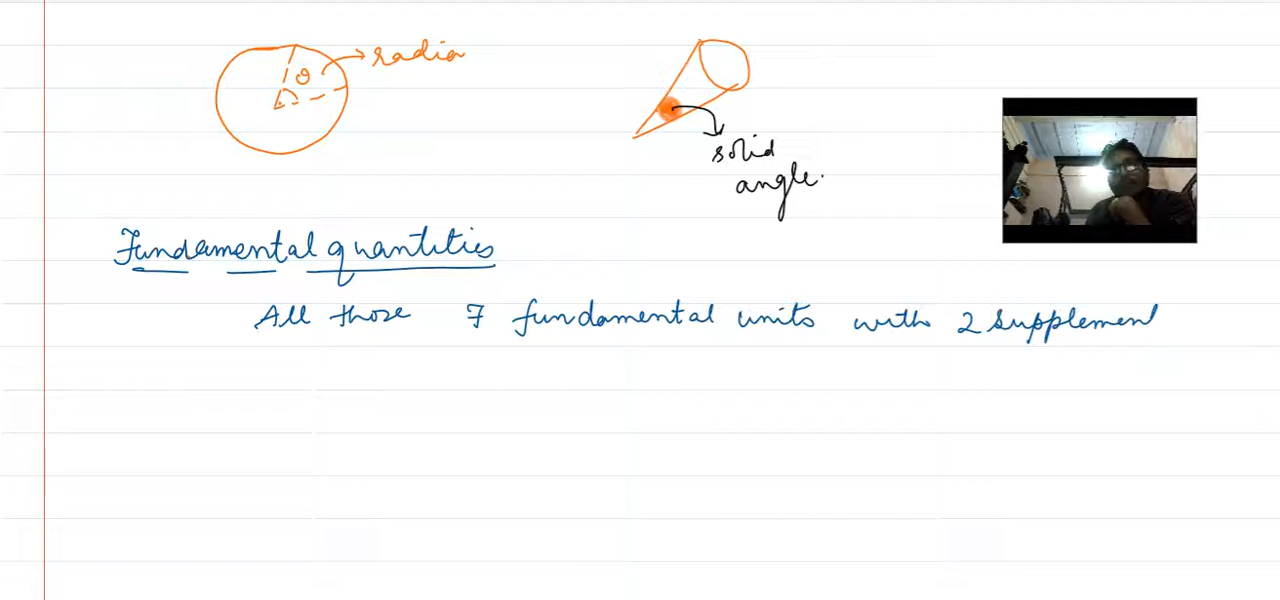 θ → radia
solid
angle.
Fundamental quantities
All those 7 fundamental units with 2 supplement